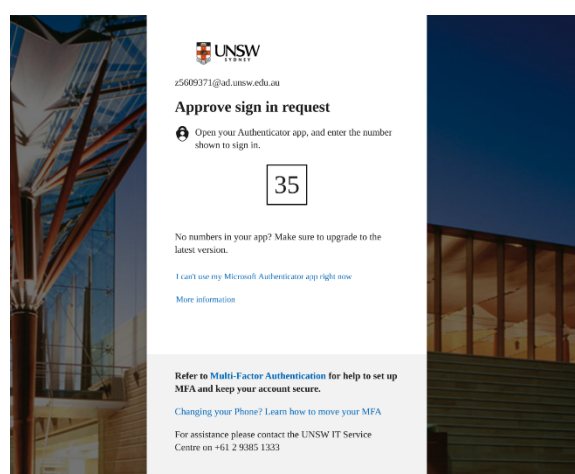 UNSW
SYDNEY
z5609371@ad.unsw.edu.au
Approve sign in request
Open your Authenticator app, and enter the number
shown to sign in.
35
No numbers in your app? Make sure to upgrade to the
latest version.
I can't use my Microsoft Authenticator app right now
More information
Refer to Multi-Factor Authentication for help to set up
MFA and keep your account secure.
Changing your Phone? Learn how to move your MFA
For assistance please contact the UNSW IT Service
Centre on +61 2 9385 1333